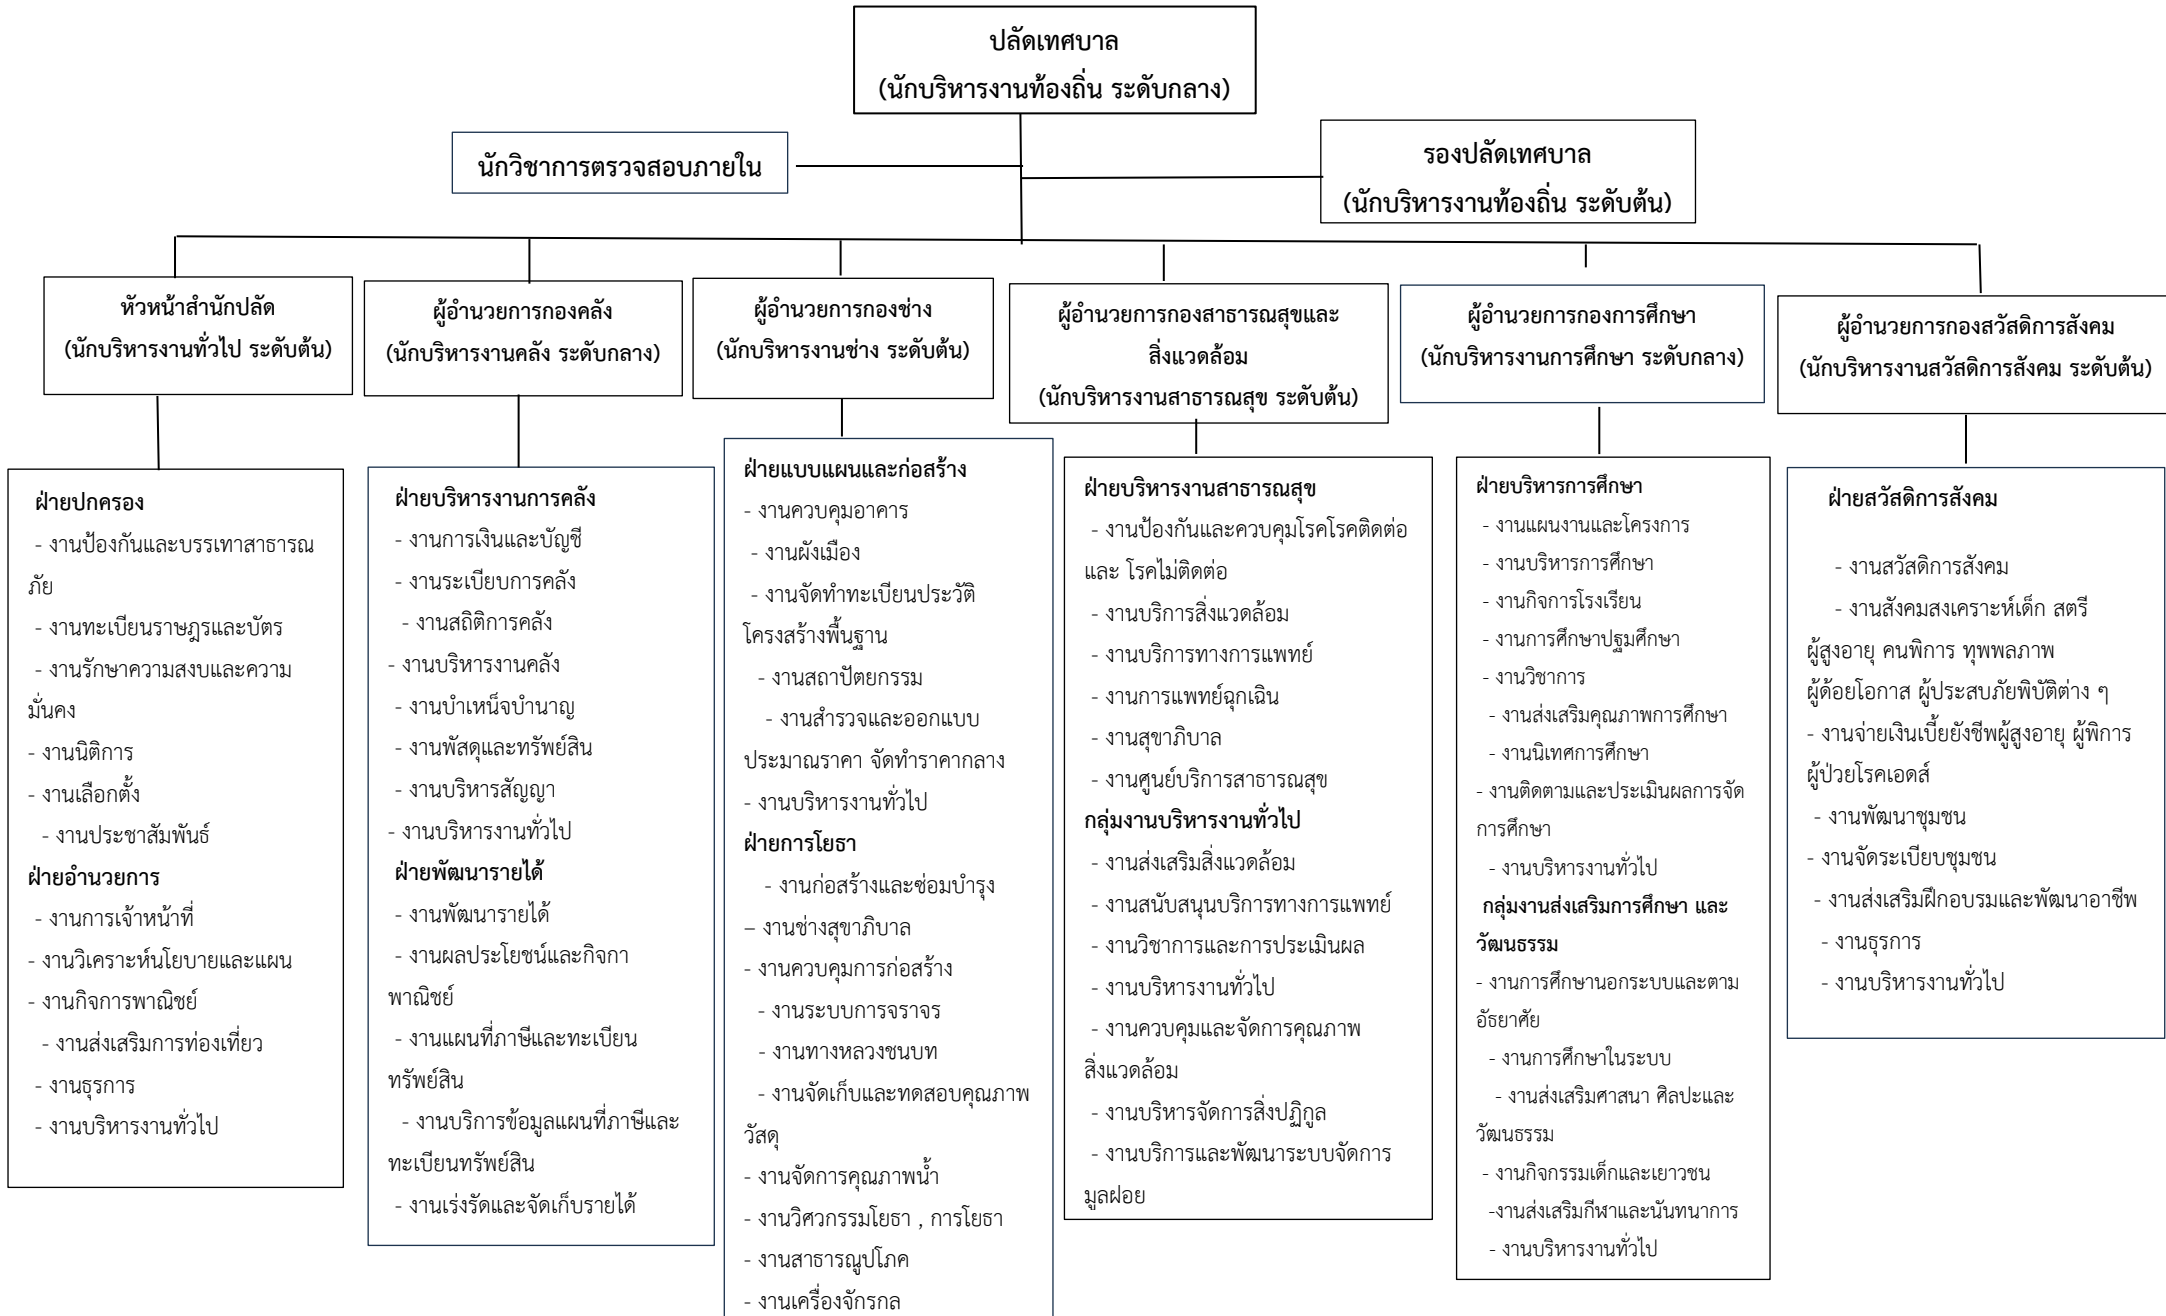 ปลัดเทศบาล
(นักบริหารงานท้องถิ่น ระดับกลาง)
นักวิชาการตรวจสอบภายใน
รองปลัดเทศบาล
(นักบริหารงานท้องถิ่น ระดับต้น)
หัวหน้าสำนักปลัด
(นักบริหารงานทั่วไป ระดับต้น)
ผู้อำนวยการกองคลัง
(นักบริหารงานคลัง ระดับกลาง)
ผู้อำนวยการกองช่าง
(นักบริหารงานช่าง ระดับต้น)
ผู้อำนวยการกองสาธารณสุขและ
สิ่งแวดล้อม
(นักบริหารงานสาธารณสุข ระดับต้น)
ผู้อำนวยการกองการศึกษา
(นักบริหารงานการศึกษา ระดับกลาง)
ผู้อำนวยการกองสวัสดิการสังคม
(นักบริหารงานสวัสดิการสังคม ระดับต้น)
ฝ่ายปกครอง
- งานป้องกันและบรรเทาสาธารณ
ภัย
- งานทะเบียนราษฎรและบัตร
- งานรักษาความสงบและความ
มั่นคง
- งานนิติการ
- งานเลือกตั้ง
- งานประชาสัมพันธ์
ฝ่ายอำนวยการ
- งานการเจ้าหน้าที่
- งานวิเคราะห์นโยบายและแผน
- งานกิจการพาณิชย์
- งานส่งเสริมการท่องเที่ยว
- งานธุรการ
- งานบริหารงานทั่วไป
ฝ่ายบริหารงานการคลัง
- งานการเงินและบัญชี
- งานระเบียบการคลัง
- งานสถิติการคลัง
- งานบริหารงานคลัง
- งานบำเหน็จบำนาญ
- งานพัสดุและทรัพย์สิน
- งานบริหารสัญญา
- งานบริหารงานทั่วไป
ฝ่ายพัฒนารายได้
- งานพัฒนารายได้
- งานผลประโยชน์และกิจกา
พาณิชย์
- งานแผนที่ภาษีและทะเบียน
ทรัพย์สิน
- งานบริการข้อมูลแผนที่ภาษีและ
ทะเบียนทรัพย์สิน
- งานเร่งรัดและจัดเก็บรายได้
ฝ่ายแบบแผนและก่อสร้าง
- งานควบคุมอาคาร
- งานผังเมือง
- งานจัดทำทะเบียนประวัติ
โครงสร้างพื้นฐาน
- งานสถาปัตยกรรม
- งานสำรวจและออกแบบ
ประมาณราคา จัดทำราคากลาง
- งานบริหารงานทั่วไป
ฝ่ายการโยธา
- งานก่อสร้างและซ่อมบำรุง
– งานช่างสุขาภิบาล
- งานควบคุมการก่อสร้าง
- งานระบบการจราจร
- งานทางหลวงชนบท
- งานจัดเก็บและทดสอบคุณภาพ
วัสดุ
- งานจัดการคุณภาพน้ำ
- งานวิศวกรรมโยธา , การโยธา
- งานสาธารณูปโภค
- งานเครื่องจักรกล
ฝ่ายบริหารงานสาธารณสุข
- งานป้องกันและควบคุมโรคโรคติดต่อ
และ โรคไม่ติดต่อ
- งานบริการสิ่งแวดล้อม
- งานบริการทางการแพทย์
- งานการแพทย์ฉุกเฉิน
- งานสุขาภิบาล
- งานศูนย์บริการสาธารณสุข
กลุ่มงานบริหารงานทั่วไป
- งานส่งเสริมสิ่งแวดล้อม
- งานสนับสนุนบริการทางการแพทย์
- งานวิชาการและการประเมินผล
- งานบริหารงานทั่วไป
- งานควบคุมและจัดการคุณภาพ
สิ่งแวดล้อม
- งานบริหารจัดการสิ่งปฏิกูล
- งานบริการและพัฒนาระบบจัดการ
มูลฝอย
ฝ่ายบริหารการศึกษา
- งานแผนงานและโครงการ
- งานบริหารการศึกษา
- งานกิจการโรงเรียน
- งานการศึกษาปฐมศึกษา
- งานวิชาการ
- งานส่งเสริมคุณภาพการศึกษา
- งานนิเทศการศึกษา
- งานติดตามและประเมินผลการจัด
การศึกษา
- งานบริหารงานทั่วไป
กลุ่มงานส่งเสริมการศึกษา และ
วัฒนธรรม
- งานการศึกษานอกระบบและตาม
อัธยาศัย
- งานการศึกษาในระบบ
- งานส่งเสริมศาสนา ศิลปะและ
วัฒนธรรม
- งานกิจกรรมเด็กและเยาวชน
-งานส่งเสริมกีฬาและนันทนาการ
- งานบริหารงานทั่วไป
ฝ่ายสวัสดิการสังคม
- งานสวัสดิการสังคม
- งานสังคมสงเคราะห์เด็ก สตรี
ผู้สูงอายุ คนพิการ ทุพพลภาพ
ผู้ด้อยโอกาส ผู้ประสบภัยพิบัติต่าง ๆ
- งานจ่ายเงินเบี้ยยังชีพผู้สูงอายุ ผู้พิการ
ผู้ป่วยโรคเอดส์
- งานพัฒนาชุมชน
- งานจัดระเบียบชุมชน
- งานส่งเสริมฝึกอบรมและพัฒนาอาชีพ
- งานธุรการ
- งานบริหารงานทั่วไป